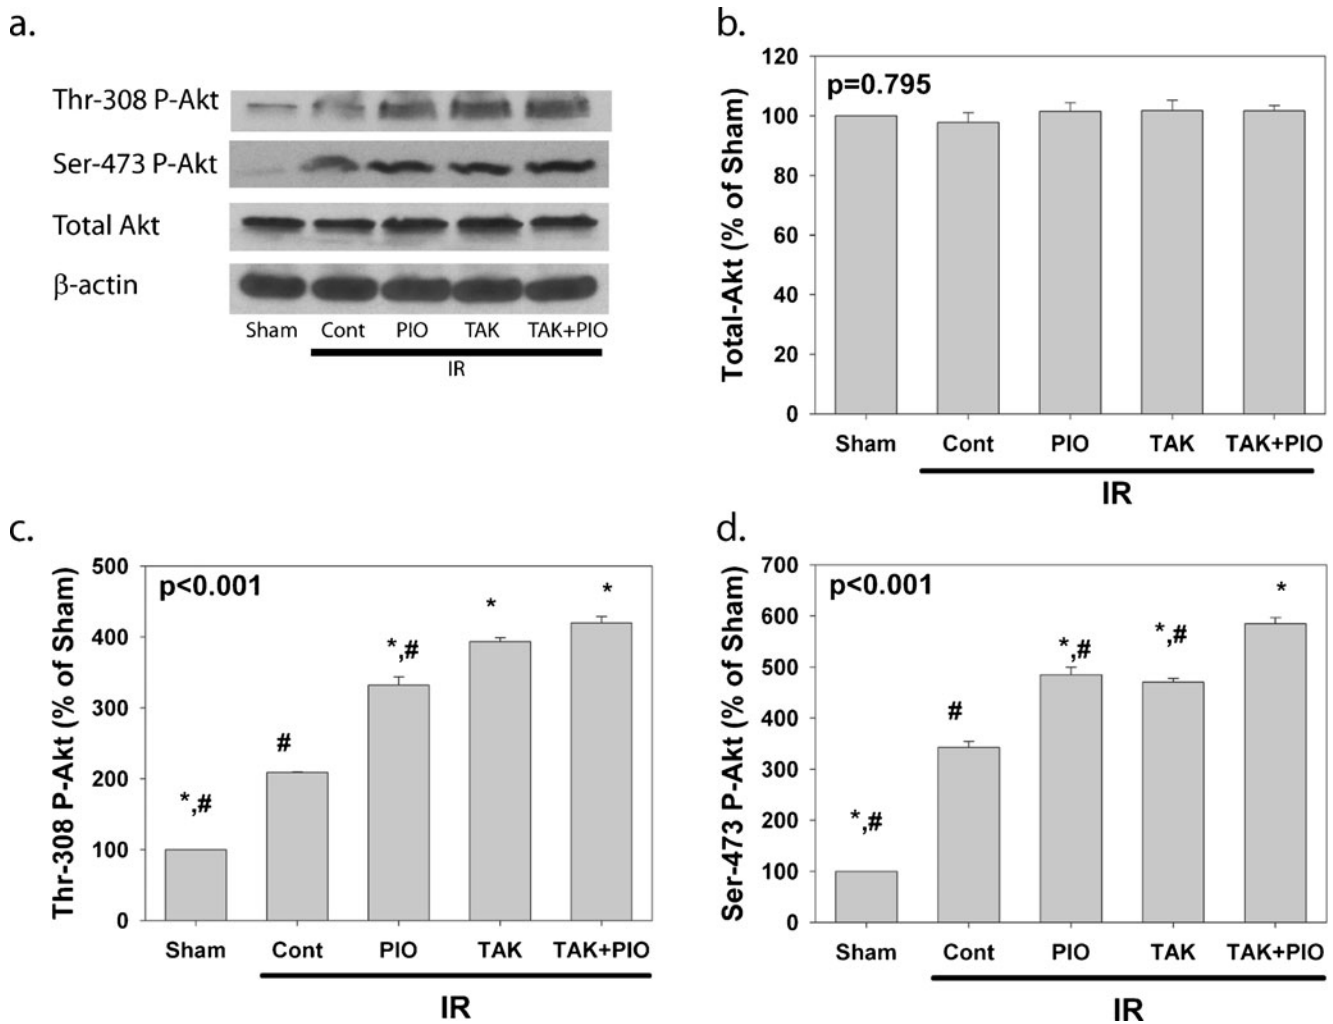 a.
Thr-308 P-Akt
Ser-473 P-Akt
Total Akt
β-actin
Sham Cont PIO TAK TAK+PIO
IR
b.
Total-Akt (% of Sham)
120
100
80
60
40
20
0
p=0.795
Sham Cont PIO TAK TAK+PIO
IR
c.
Thr-308 P-Akt (% of Sham)
500
400
300
200
100
0
p<0.001
*,#
#
*,#
*
*
Sham Cont PIO TAK TAK+PIO
IR
d.
Ser-473 P-Akt (% of Sham)
700
600
500
400
300
200
100
0
p<0.001
*,#
#
*,#
*,#
*
Sham Cont PIO TAK TAK+PIO
IR